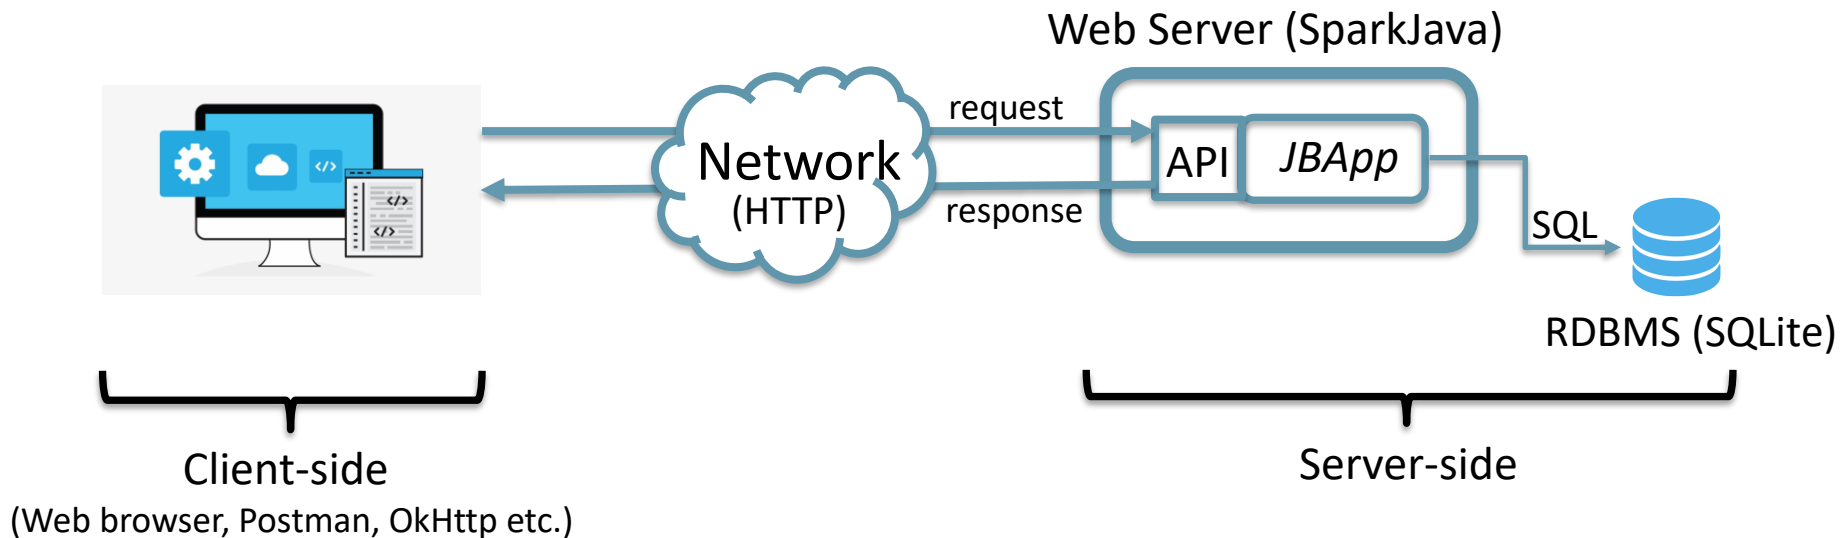 Web Server (SparkJava)
request
Network
(HTTP)
API
JBApp
response
SQL
</>
</>
</>
RDBMS (SQLite)
Client-side
(Web browser, Postman, OkHttp etc.)
Server-side